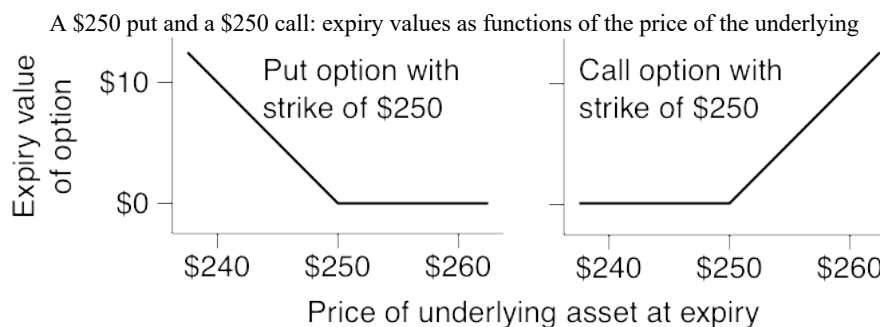 A $250 put and a $250 call: expiry values as functions of the price of the underlying
Expiry value
of option
$10
$0
Put option with
strike of $250
$240 $250 $260
Call option with
strike of $250
$240 $250 $260
Price of underlying asset at expiry